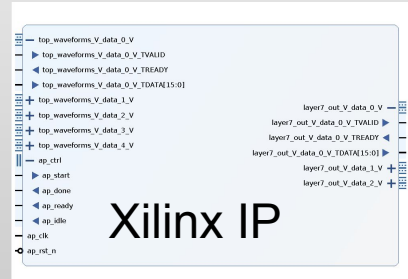 top_waveforms_V_data_0_V
top_waveforms_V_data_0_V_TVALID
top_waveforms_V_data_0_V_TREADY
top_waveforms_V_data_0_V_TDATA[15:0]
top_waveforms_V_data_1_V
top_waveforms_V_data_2_V
top_waveforms_V_data_3_V
top_waveforms_V_data_4_V
ap_ctrl
ap_start
ap_done
ap_ready
ap_idle
ap_clk
ap_rst_n
layer7_out_V_data_0_V
layer7_out_V_data_0_V_TVALID
layer7_out_V_data_0_V_TREADY
layer7_out_V_data_0_V_TDATA[15:0]
layer7_out_V_data_1_V
layer7_out_V_data_2_V
Xilinx IP